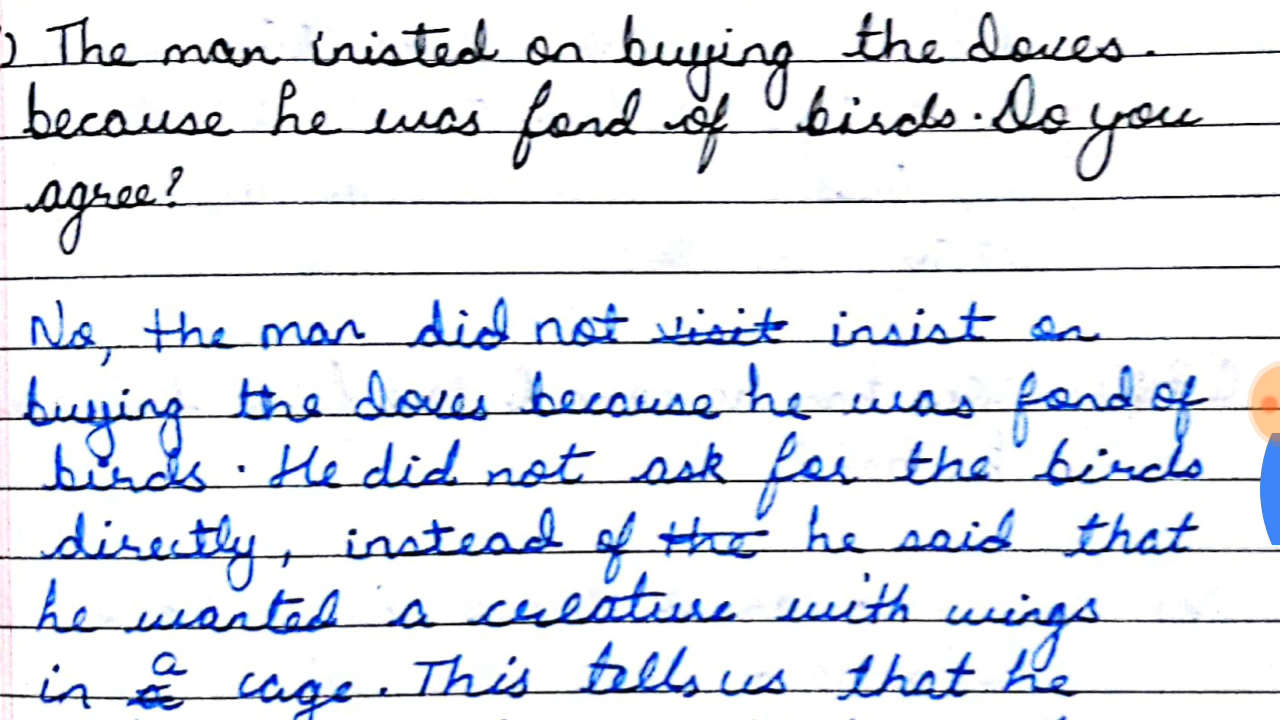 ) The man inisted on buying the doves.
because he was fond of birds. Do you
agree?
No, the man did not visit insist on
buying the doves because he was fond of
birds. He did not ask for the birds
directly, instead of the he said that
he wanted a creature with wings
in a cage. This tells us that he